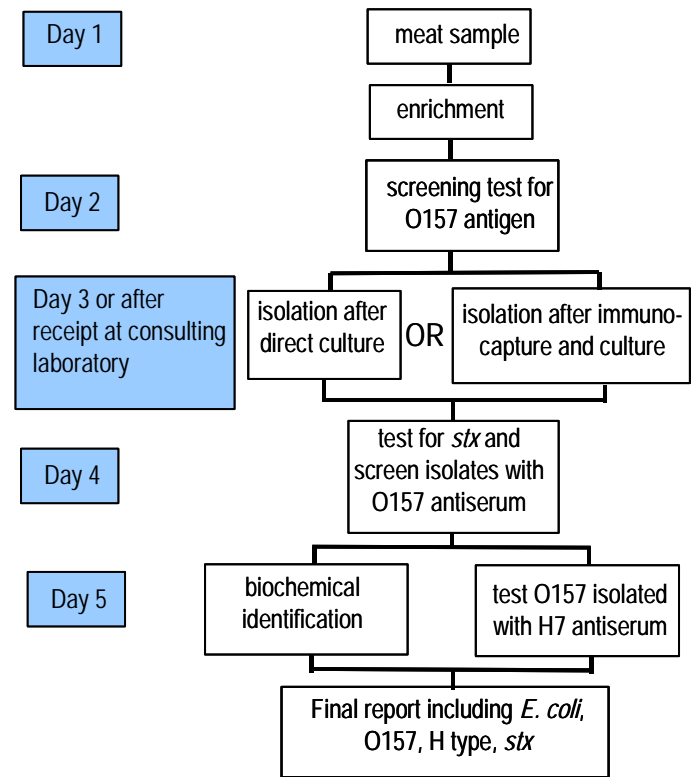 Day 1
meat sample
enrichment
Day 2
screening test for
O157 antigen
Day 3 or after
receipt at consulting
laboratory
isolation after
direct culture
OR
isolation after immuno-
capture and culture
Day 4
test for stx and
screen isolates with
O157 antiserum
Day 5
biochemical
identification
test O157 isolated
with H7 antiserum
Final report including E. coli,
O157, H type, stx